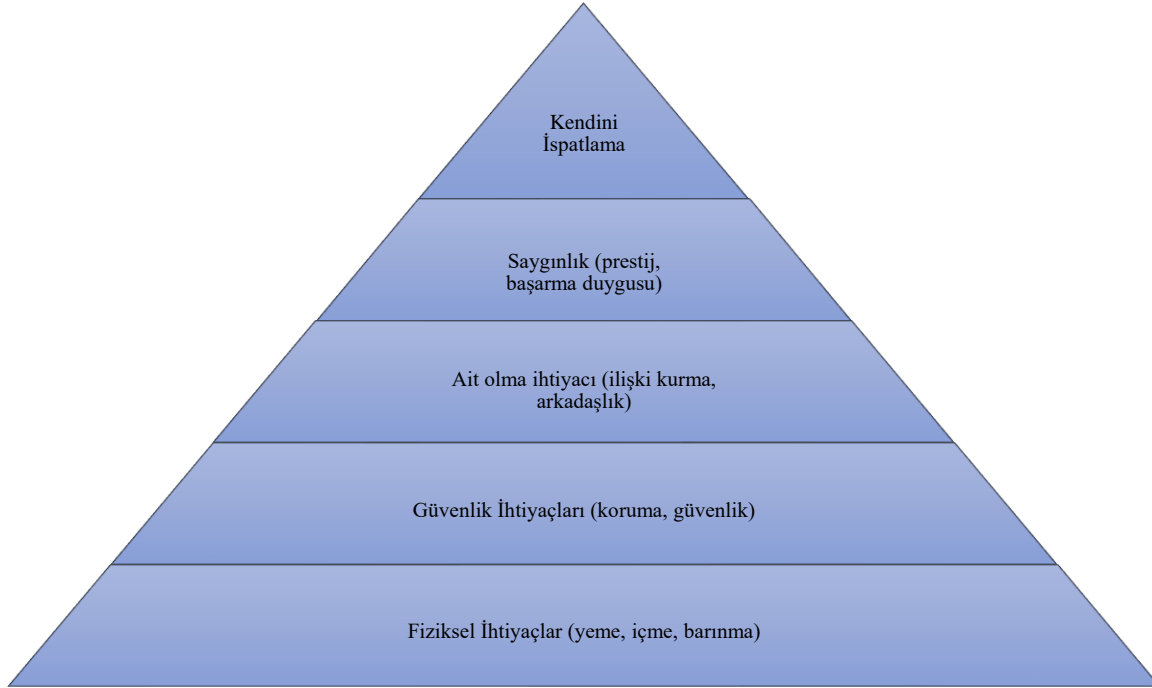 Kendini
İspatlama
Saygınlık (prestij,
başarma duygusu)
Ait olma ihtiyacı (ilişki kurma,
arkadaşlık)
Güvenlik İhtiyaçları (koruma, güvenlik)
Fiziksel İhtiyaçlar (yeme, içme, barınma)